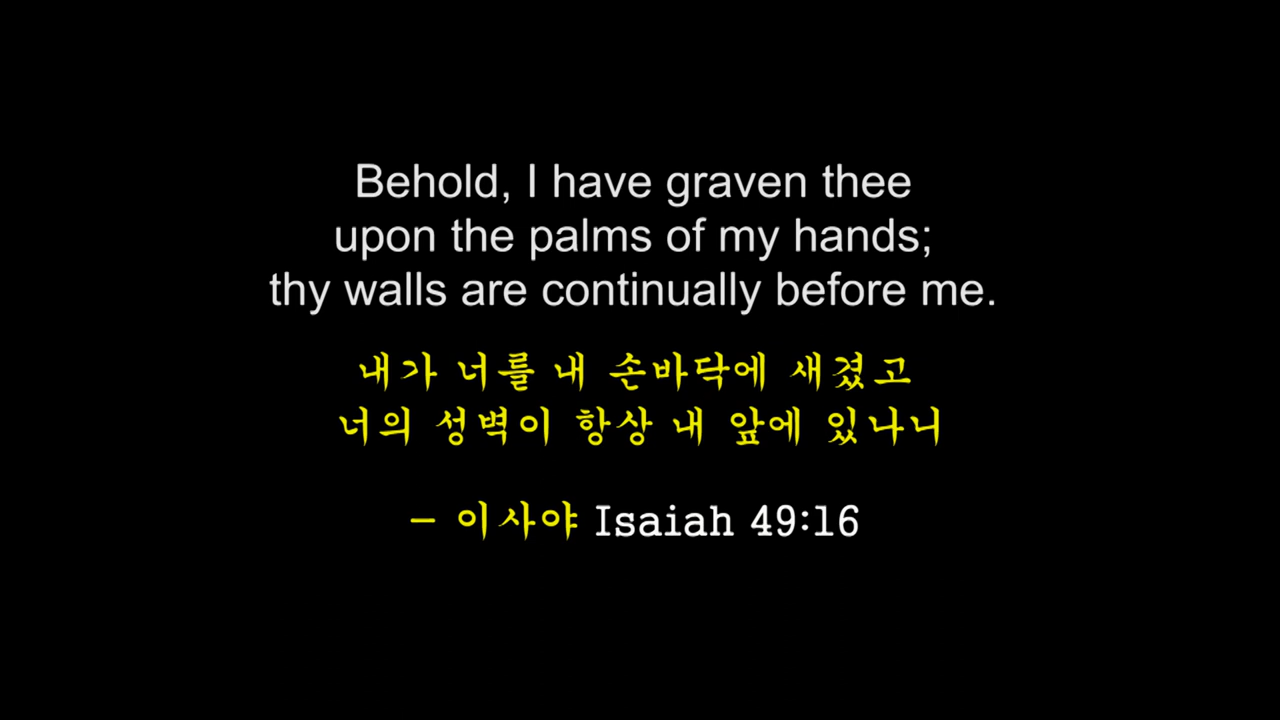 Behold, I have graven thee
upon the palms of my hands;
thy walls are continually before me.
내가 너를 내 손바닥에 새겼고
너의 성벽이 항상 내 앞에 있나니
– 이사야 Isaiah 49:16